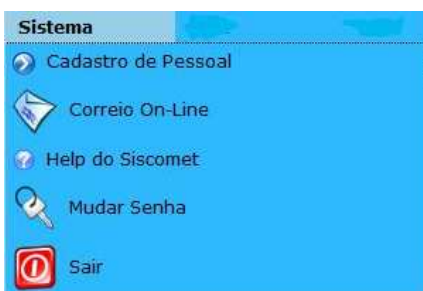 Sistema
Cadastro de Pessoal
Correio On-Line
Help do Siscomet
Mudar Senha
Sair